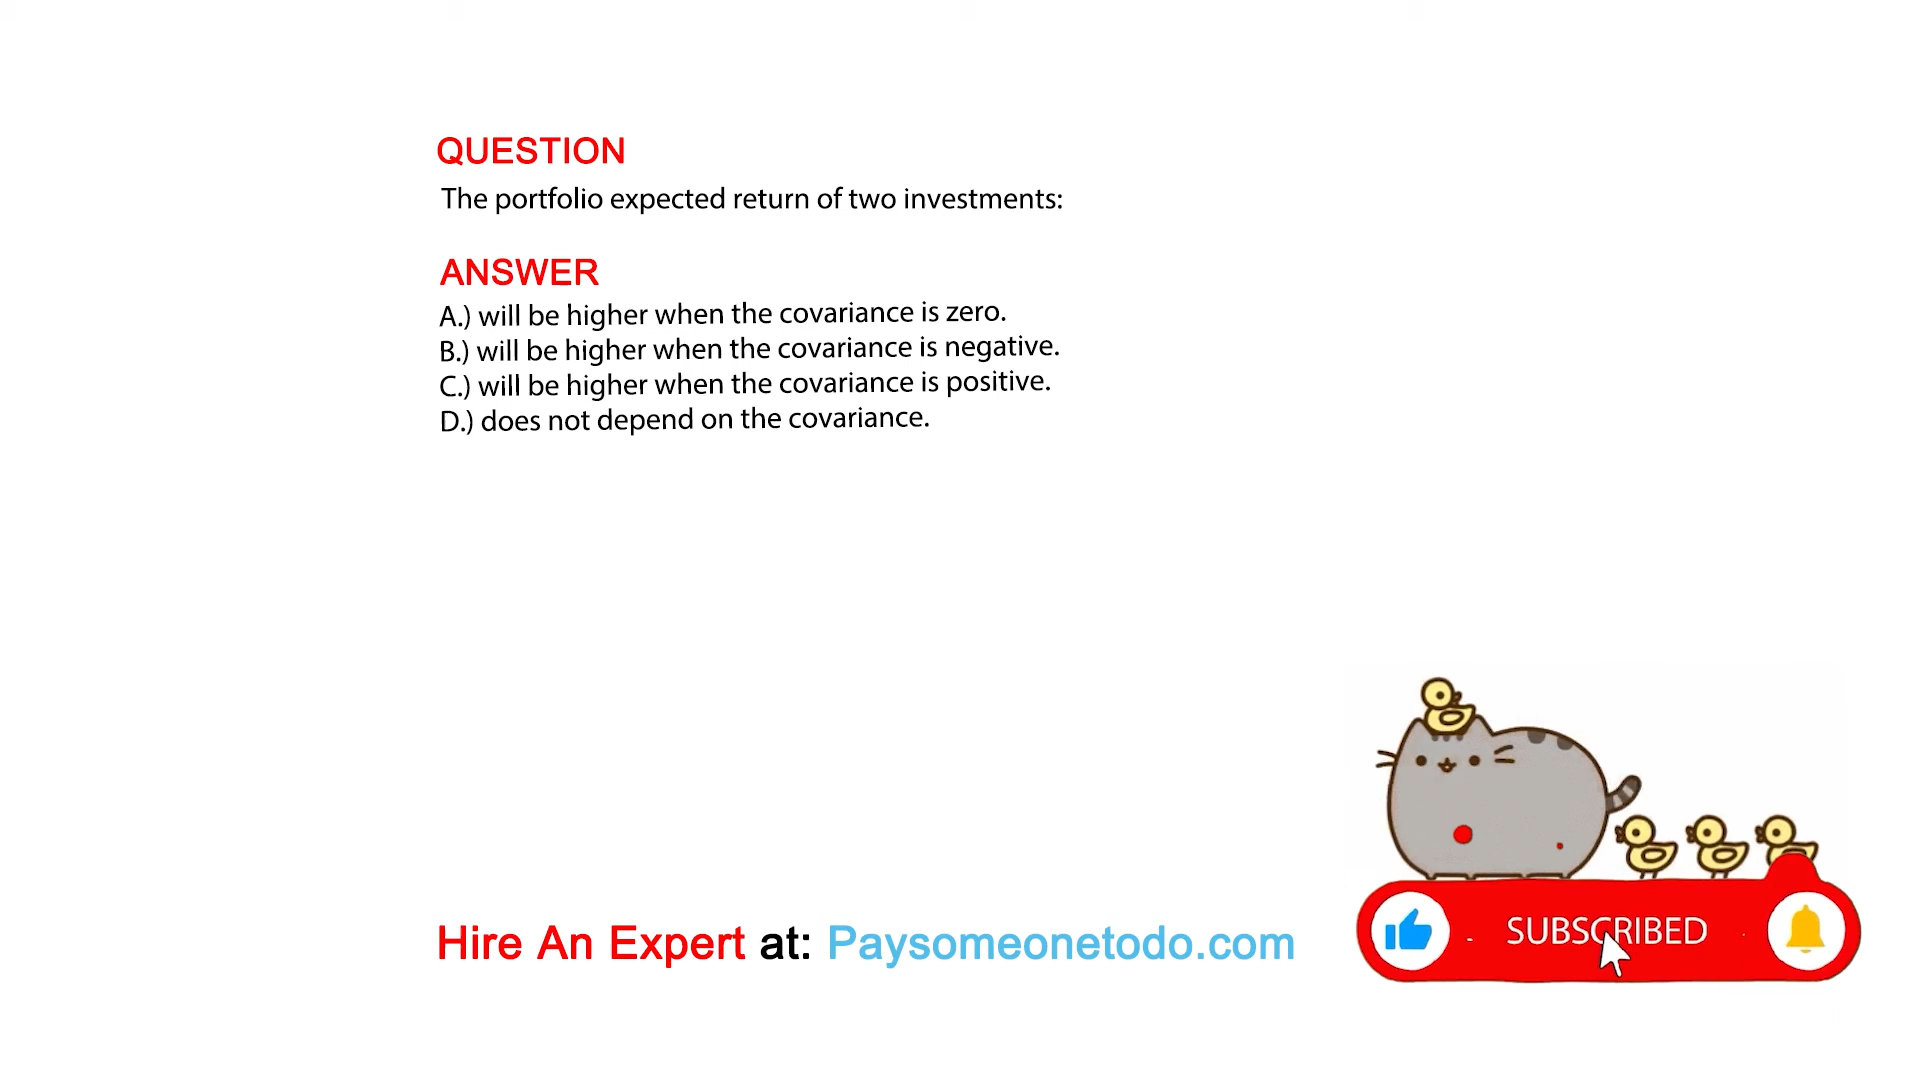 QUESTION
The portfolio expected return of two investments:
ANSWER
A.) will be higher when the covariance is zero.
B.) will be higher when the covariance is negative.
C.) will be higher when the covariance is positive.
D.) does not depend on the covariance.
Hire An Expert at: Paysomeonetodo.com
SUBSCRIBED